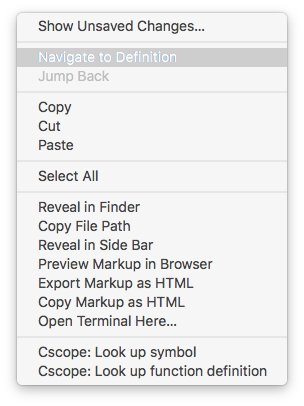 Show Unsaved Changes...
Navigate to Definition
Jump Back
Copy
Cut
Paste
Select All
Reveal in Finder
Copy File Path
Reveal in Side Bar
Preview Markup in Browser
Export Markup as HTML
Copy Markup as HTML
Open Terminal Here...
Cscope: Look up symbol
Cscope: Look up function definition